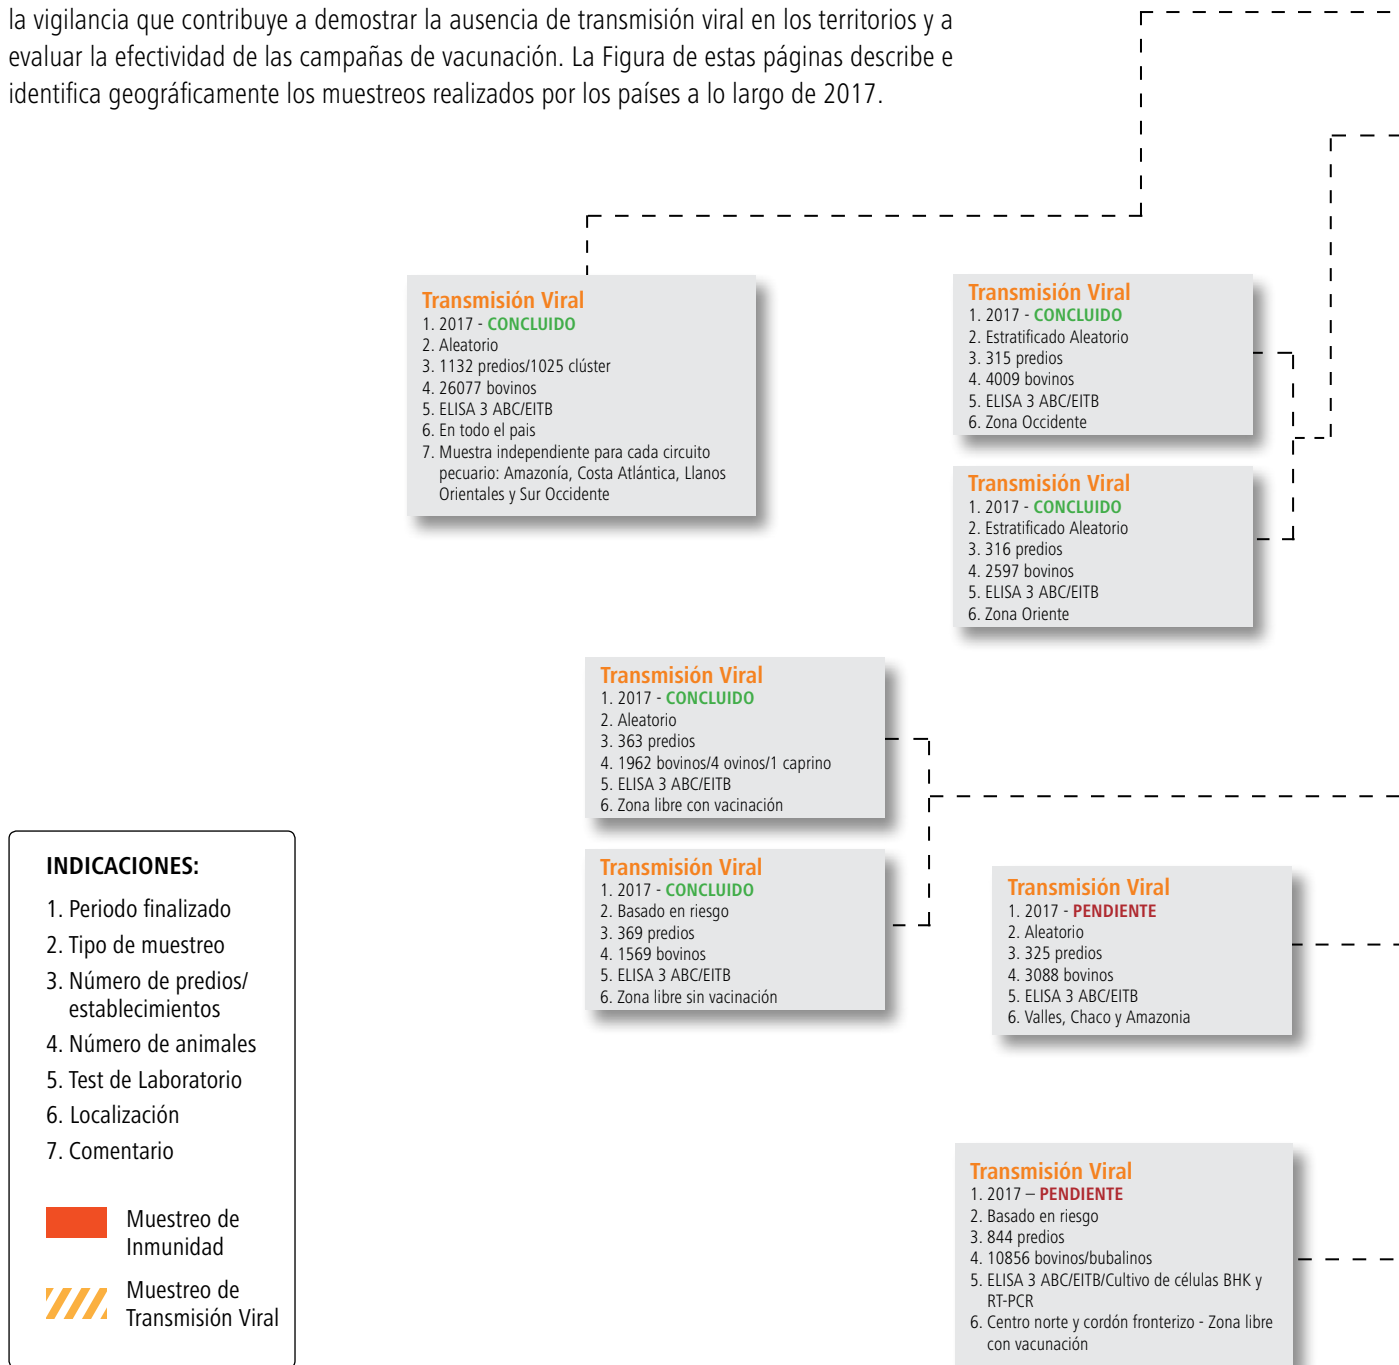 la vigilancia que contribuye a demostrar la ausencia de transmisión viral en los territorios y a
evaluar la efectividad de las campañas de vacunación. La Figura de estas páginas describe e
identifica geográficamente los muestreos realizados por los países a lo largo de 2017.
Transmisión Viral
1. 2017 - CONCLUIDO
2. Aleatorio
3. 1132 predios/1025 clúster
4. 26077 bovinos
5. ELISA 3 ABC/EITB
6. En todo el pais
7. Muestra independiente para cada circuito
pecuario: Amazonía, Costa Atlántica, Llanos
Orientales y Sur Occidente
Transmisión Viral
1. 2017 - CONCLUIDO
2. Estratificado Aleatorio
3. 315 predios
4. 4009 bovinos
5. ELISA 3 ABC/EITB
6. Zona Occidente
Transmisión Viral
1. 2017 - CONCLUIDO
2. Estratificado Aleatorio
3. 316 predios
4. 2597 bovinos
5. ELISA 3 ABC/EITB
6. Zona Oriente
Transmisión Viral
1. 2017 - CONCLUIDO
2. Aleatorio
3. 363 predios
4. 1962 bovinos/4 ovinos/1 caprino
5. ELISA 3 ABC/EITB
6. Zona libre con vacinación
Transmisión Viral
1. 2017 - CONCLUIDO
2. Basado en riesgo
3. 369 predios
4. 1569 bovinos
5. ELISA 3 ABC/EITB
6. Zona libre sin vacinación
Transmisión Viral
1. 2017 - PENDIENTE
2. Aleatorio
3. 325 predios
4. 3088 bovinos
5. ELISA 3 ABC/EITB
6. Valles, Chaco y Amazonia
Transmisión Viral
1. 2017 – PENDIENTE
2. Basado en riesgo
3. 844 predios
4. 10856 bovinos/bubalinos
5. ELISA 3 ABC/EITB/Cultivo de células BHK y
RT-PCR
6. Centro norte y cordón fronterizo - Zona libre
con vacunación
INDICACIONES:
1. Periodo finalizado
2. Tipo de muestreo
3. Número de predios/
establecimientos
4. Número de animales
5. Test de Laboratorio
6. Localización
7. Comentario
Muestreo de
Inmunidad
Muestreo de
Transmisión Viral